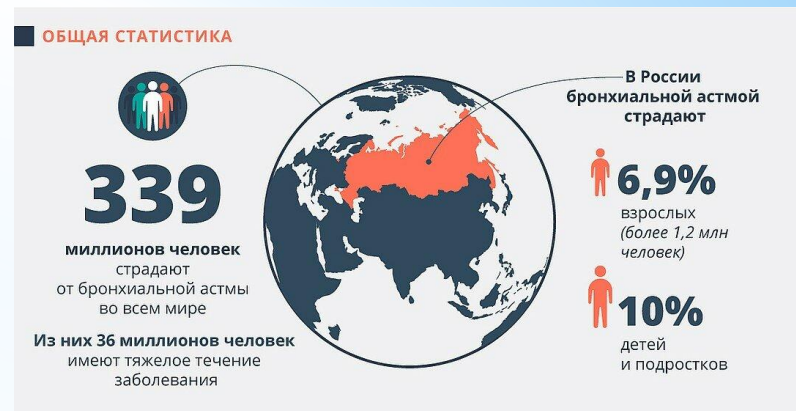 ОБЩАЯ СТАТИСТИКА
339
миллионов человек
страдают
от бронхиальной астмы
во всем мире
Из них 36 миллионов человек
имеют тяжелое течение
заболевания
В России
бронхиальной астмой
страдают
6,9%
взрослых
(более 1,2 млн
человек)
10%
детей
и подростков